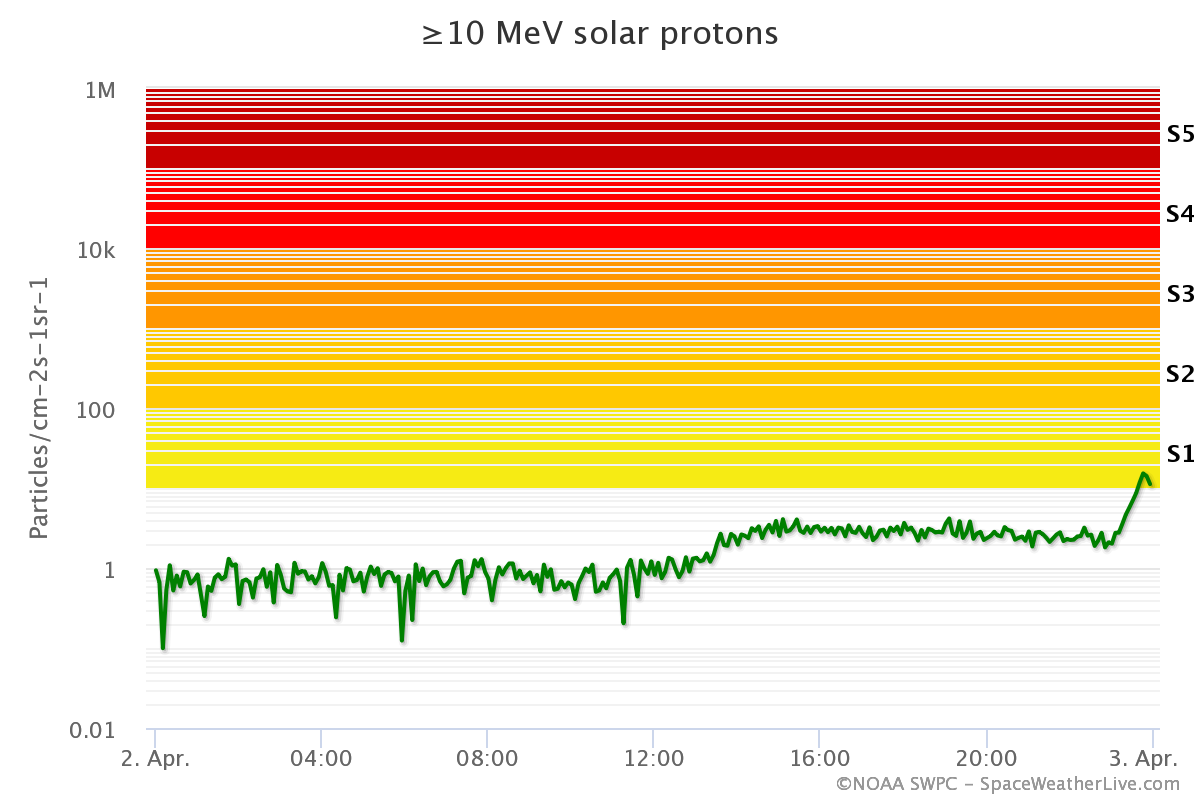 ≥10 MeV solar protons
1M
S5
S4
10k
S3
S2
100
S1
1
0.01
Particles/cm-2s-1sr-1
2. Apr.
04:00
08:00
12:00
16:00
20:00
3. Apr.
©NOAA SWPC - SpaceWeatherLive.com